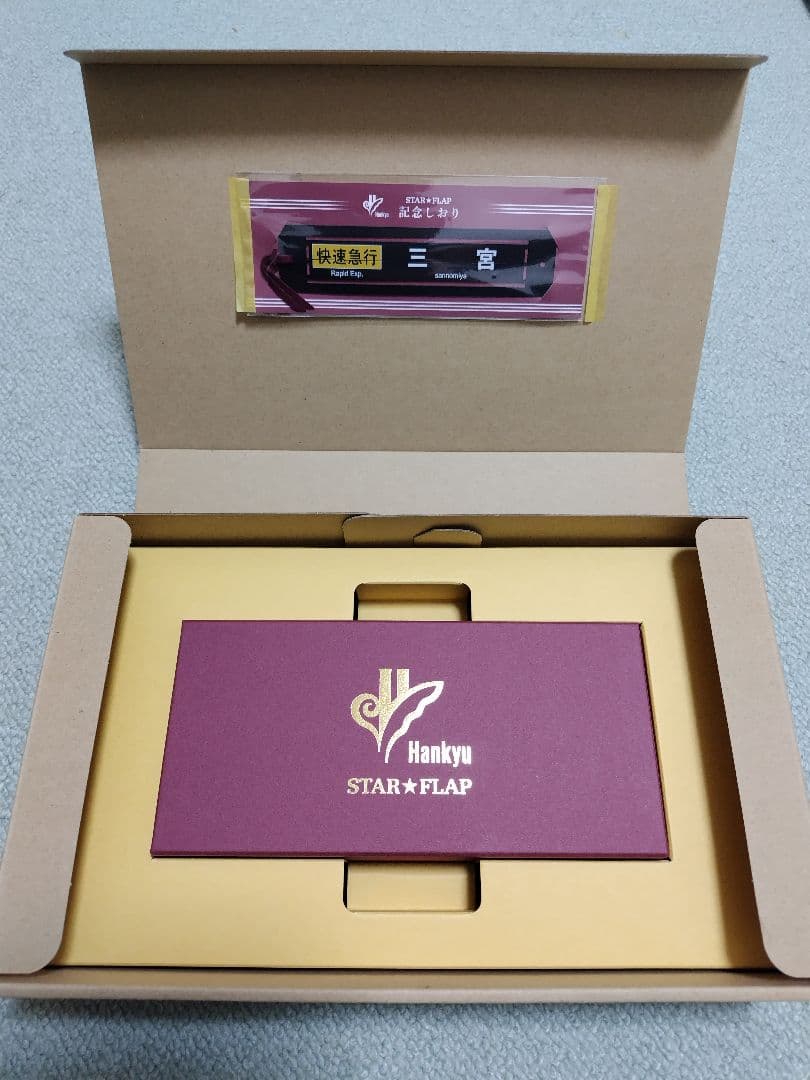 Hankyu
STAR★FLAP
記念しおり
快速急行
Rapid Exp.
三宮
sannomiya
Hankyu
STAR★FLAP